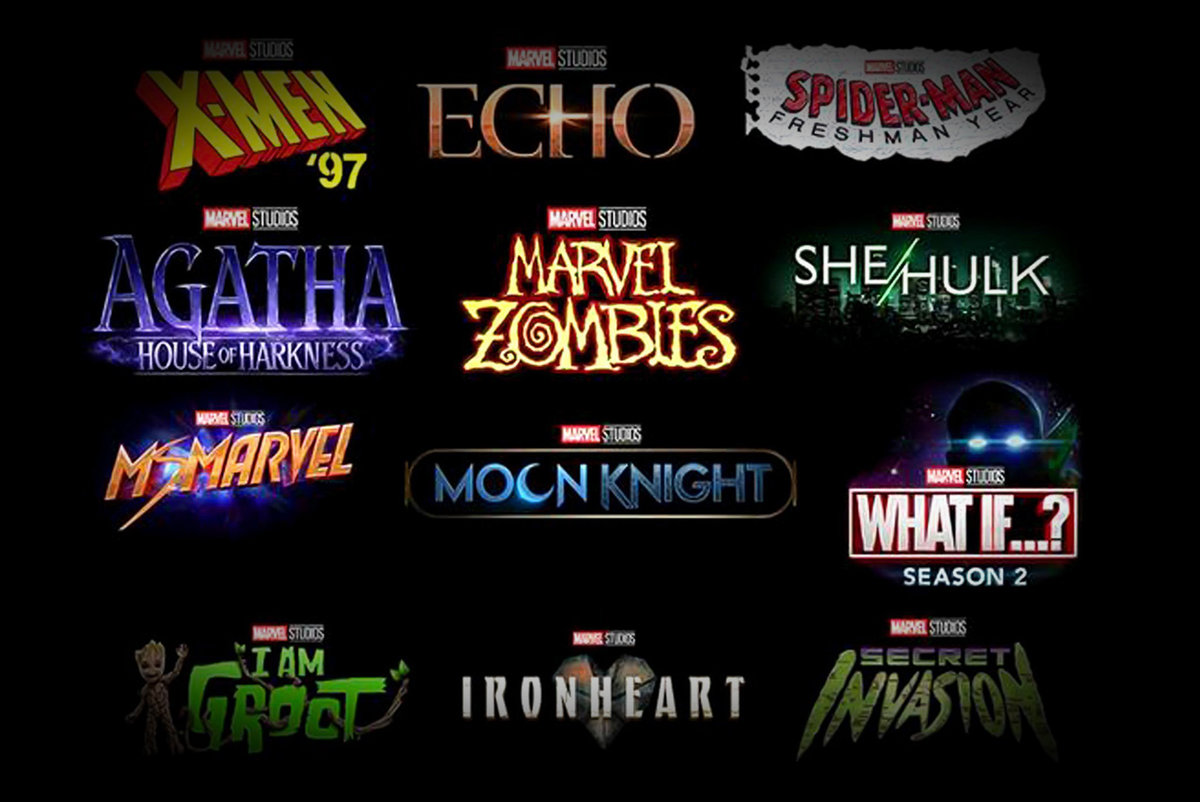 MARVEL STUDIOS
X-MEN
'97
MARVEL STUDIOS
ECHO
MARVEL STUDIOS
SPIDER-MAN
FRESHMAN YEAR
MARVEL STUDIOS
AGATHA
HOUSE OF HARKNESS
MARVEL STUDIOS
MARVEL
ZOMBIES
MARVEL STUDIOS
SHE/HULK
MARVEL STUDIOS
MS MARVEL
MARVEL STUDIOS
MOON KNIGHT
MARVEL STUDIOS
WHAT IF...?
SEASON 2
MARVEL STUDIOS
I AM
GROOT
MARVEL STUDIOS
IRONHEART
MARVEL STUDIOS
SECRET
INVASION